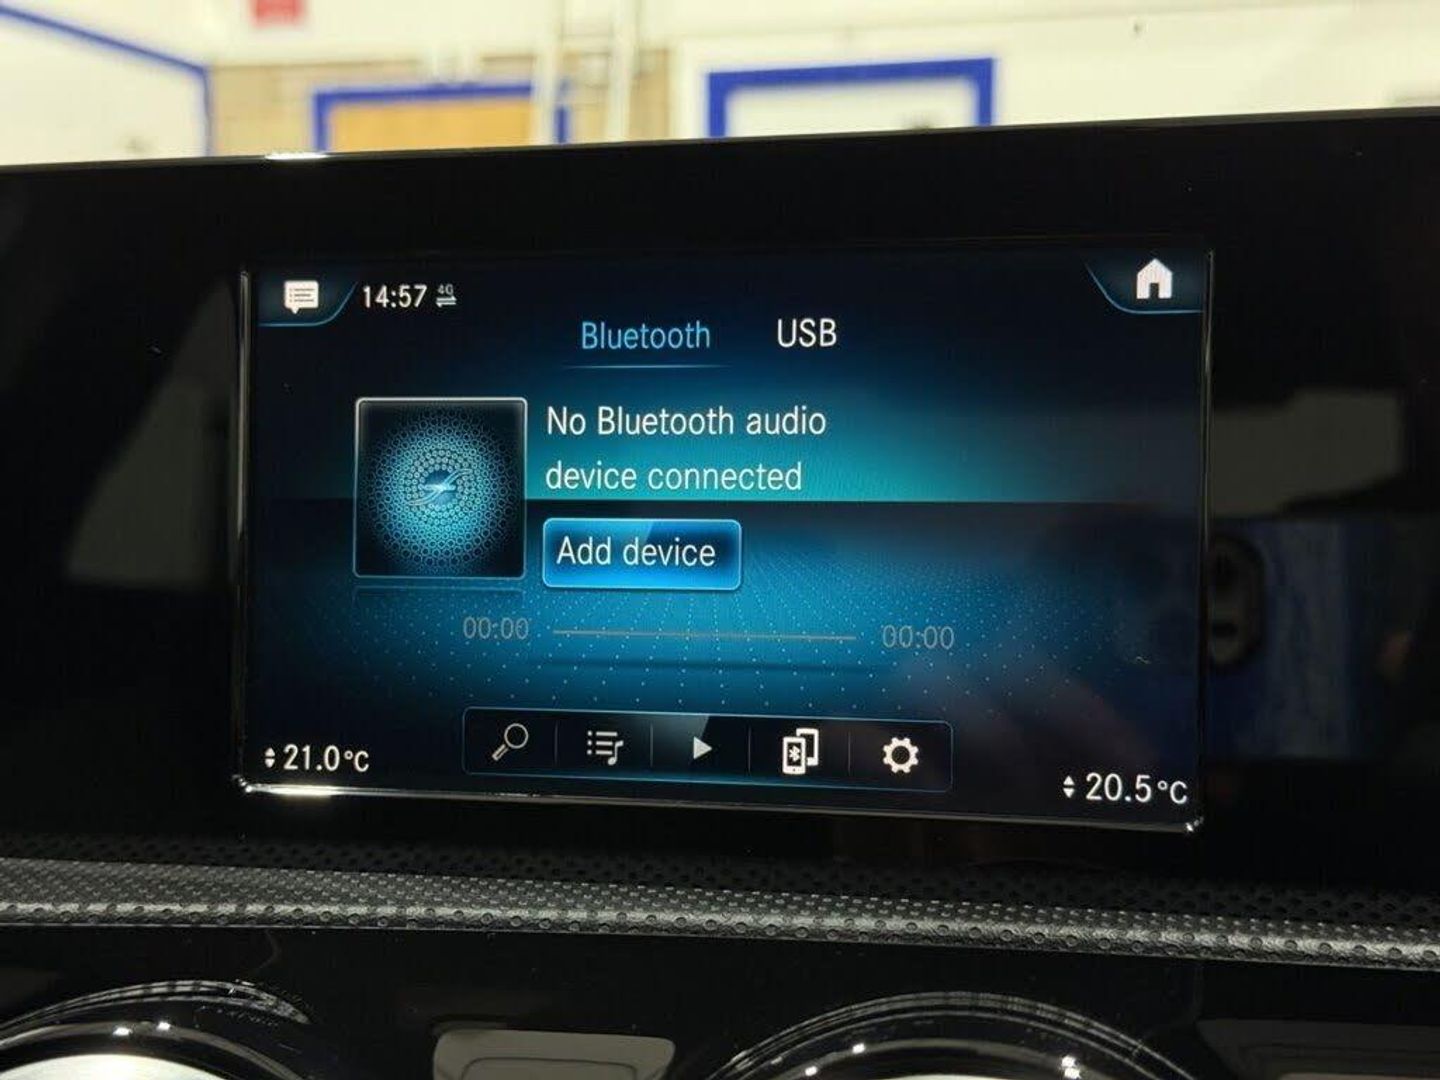 14:57 4G
Bluetooth USB
No Bluetooth audio
device connected
Add device
00:00 00:00
21.0°C
20.5°C